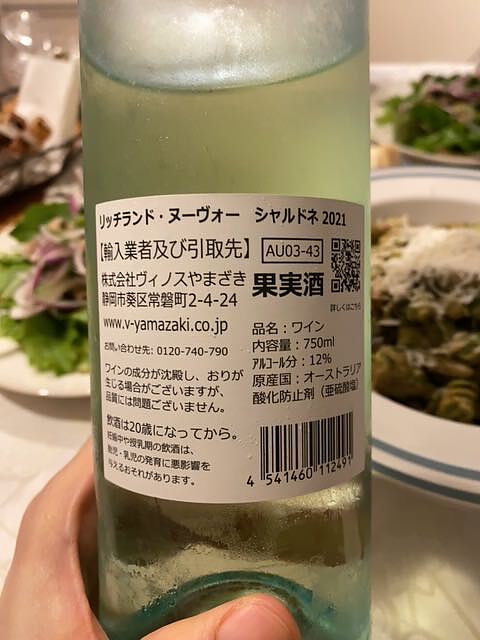 リッチランド・ヌーヴォー　シャルドネ 2021
【輸入業者及び引取先】 AU03-43
株式会社ヴィノスやまざき
静岡市葵区常磐町2-4-24
果実酒
詳しくはこちら
www.v-yamazaki.co.jp
お問い合わせ先: 0120-740-790
ワインの成分が沈殿し、おりが
生じる場合がございますが、
品質には問題ございません。
飲酒は20歳になってから。
妊娠中や授乳期の飲酒は、
胎児・乳児の発育に悪影響を
与えるおそれがあります。
品名：ワイン
内容量：750ml
アルコール分：12%
原産国：オーストラリア
酸化防止剤（亜硫酸塩）
4 541460 112491